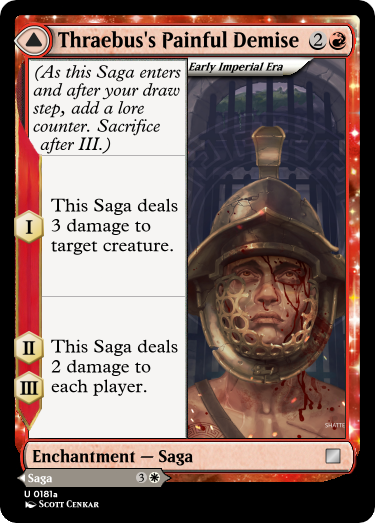 Thraebus's Painful Demise 2
Early Imperial Era
(As this Saga enters
and after your draw
step, add a lore
counter. Sacrifice
after III.)
I
This Saga deals
3 damage to
target creature.
II
III
This Saga deals
2 damage to
each player.
SHATTE
Enchantment — Saga
Saga 3
U 0181a
SCOTT CENKAR